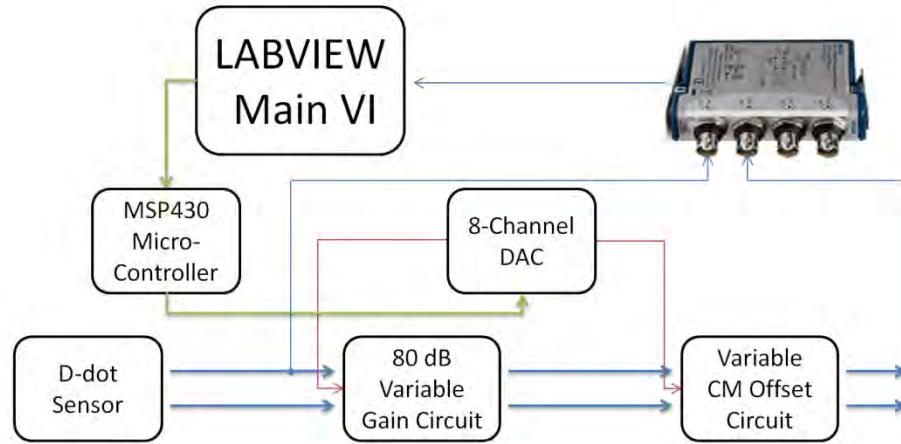 LABVIEW
Main VI
MSP430
Micro-
Controller
8-Channel
DAC
D-dot
Sensor
80 dB
Variable
Gain Circuit
Variable
CM Offset
Circuit